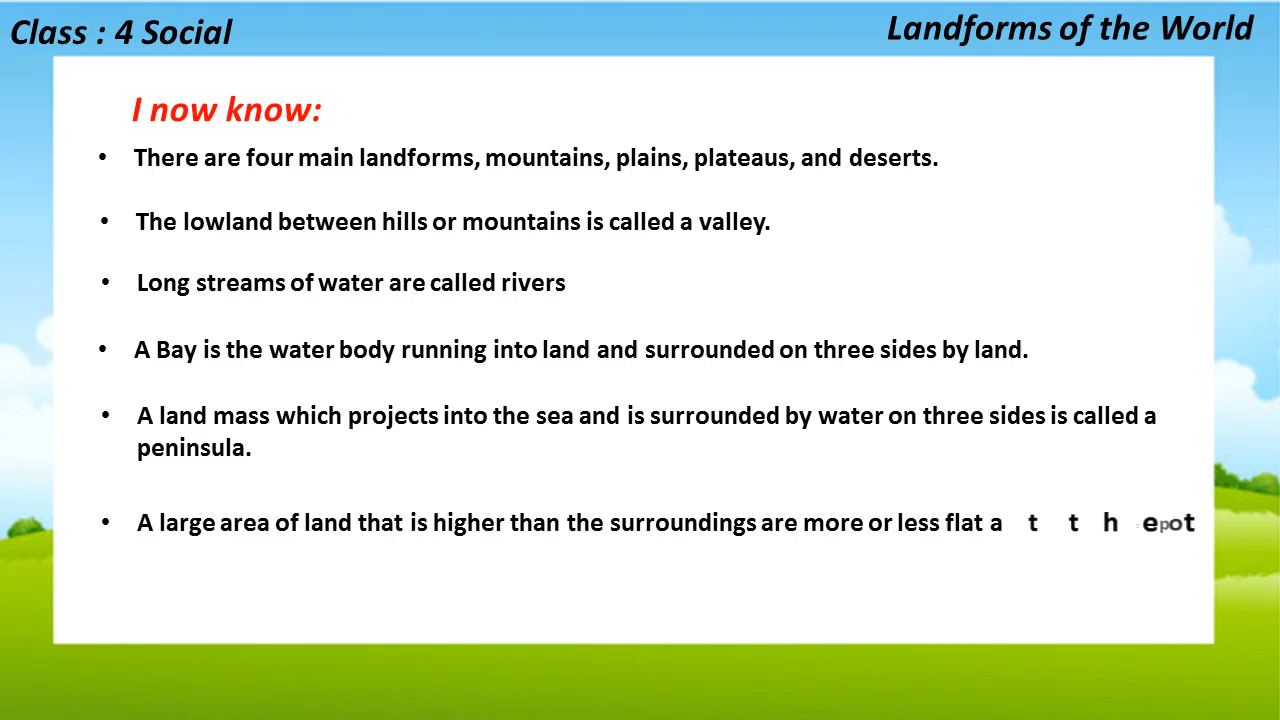 Class : 4 Social
Landforms of the World
I now know:
• There are four main landforms, mountains, plains, plateaus, and deserts.
• The lowland between hills or mountains is called a valley.
• Long streams of water are called rivers
• A Bay is the water body running into land and surrounded on three sides by land.
• A land mass which projects into the sea and is surrounded by water on three sides is called a
peninsula.
• A large area of land that is higher than the surroundings are more or less flat a t t h e